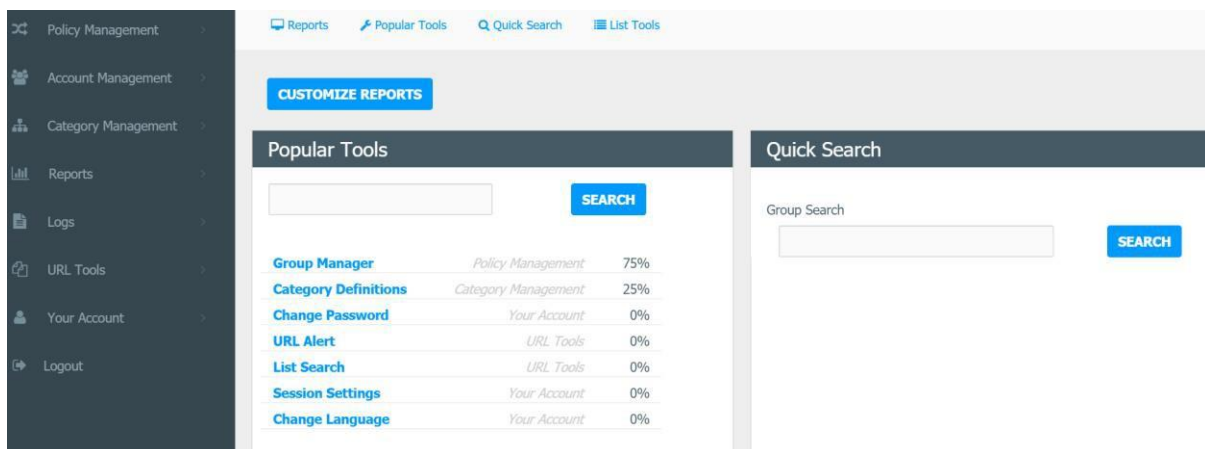 Policy Management
Account Management
Category Management
Reports
Logs
URL Tools
Your Account
Logout
Reports Popular Tools Quick Search List Tools
CUSTOMIZE REPORTS
Popular Tools
SEARCH
Group Manager Policy Management 75%
Category Definitions Category Management 25%
Change Password Your Account 0%
URL Alert URL Tools 0%
List Search URL Tools 0%
Session Settings Your Account 0%
Change Language Your Account 0%
Quick Search
Group Search
SEARCH